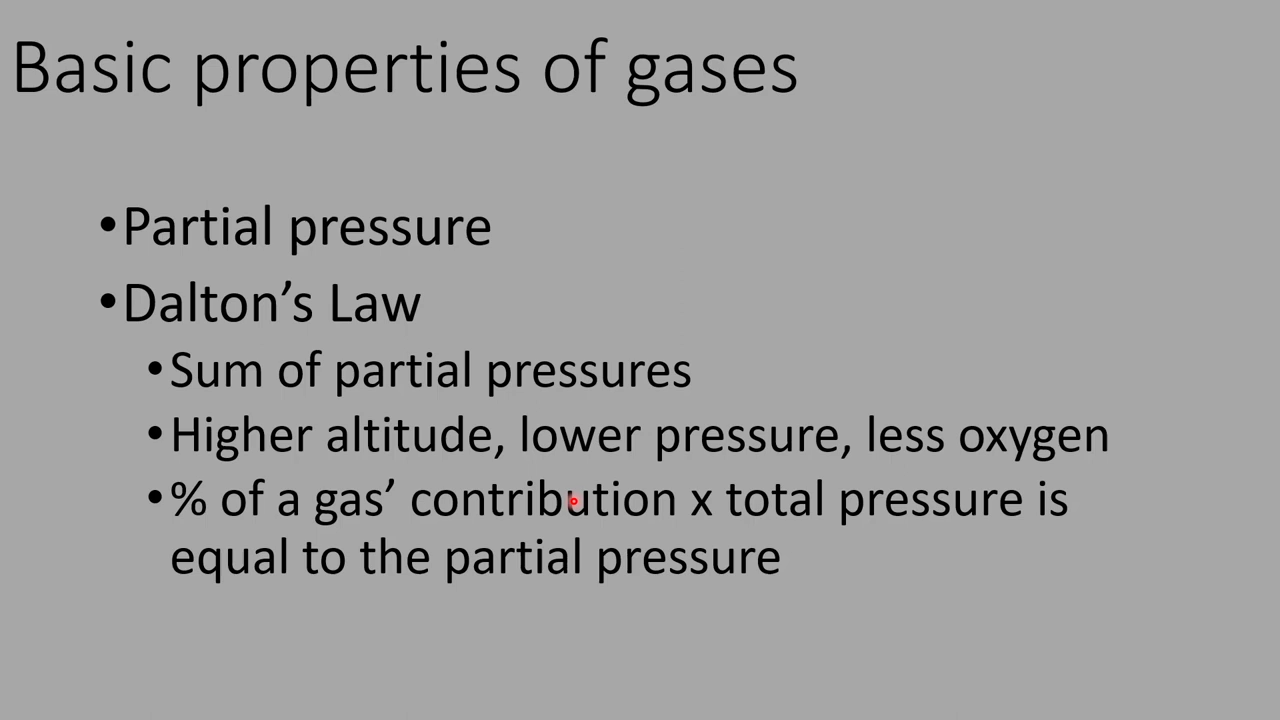 Basic properties of gases
•Partial pressure
•Dalton’s Law
•Sum of partial pressures
•Higher altitude, lower pressure, less oxygen
•% of a gas’ contribution x total pressure is
equal to the partial pressure